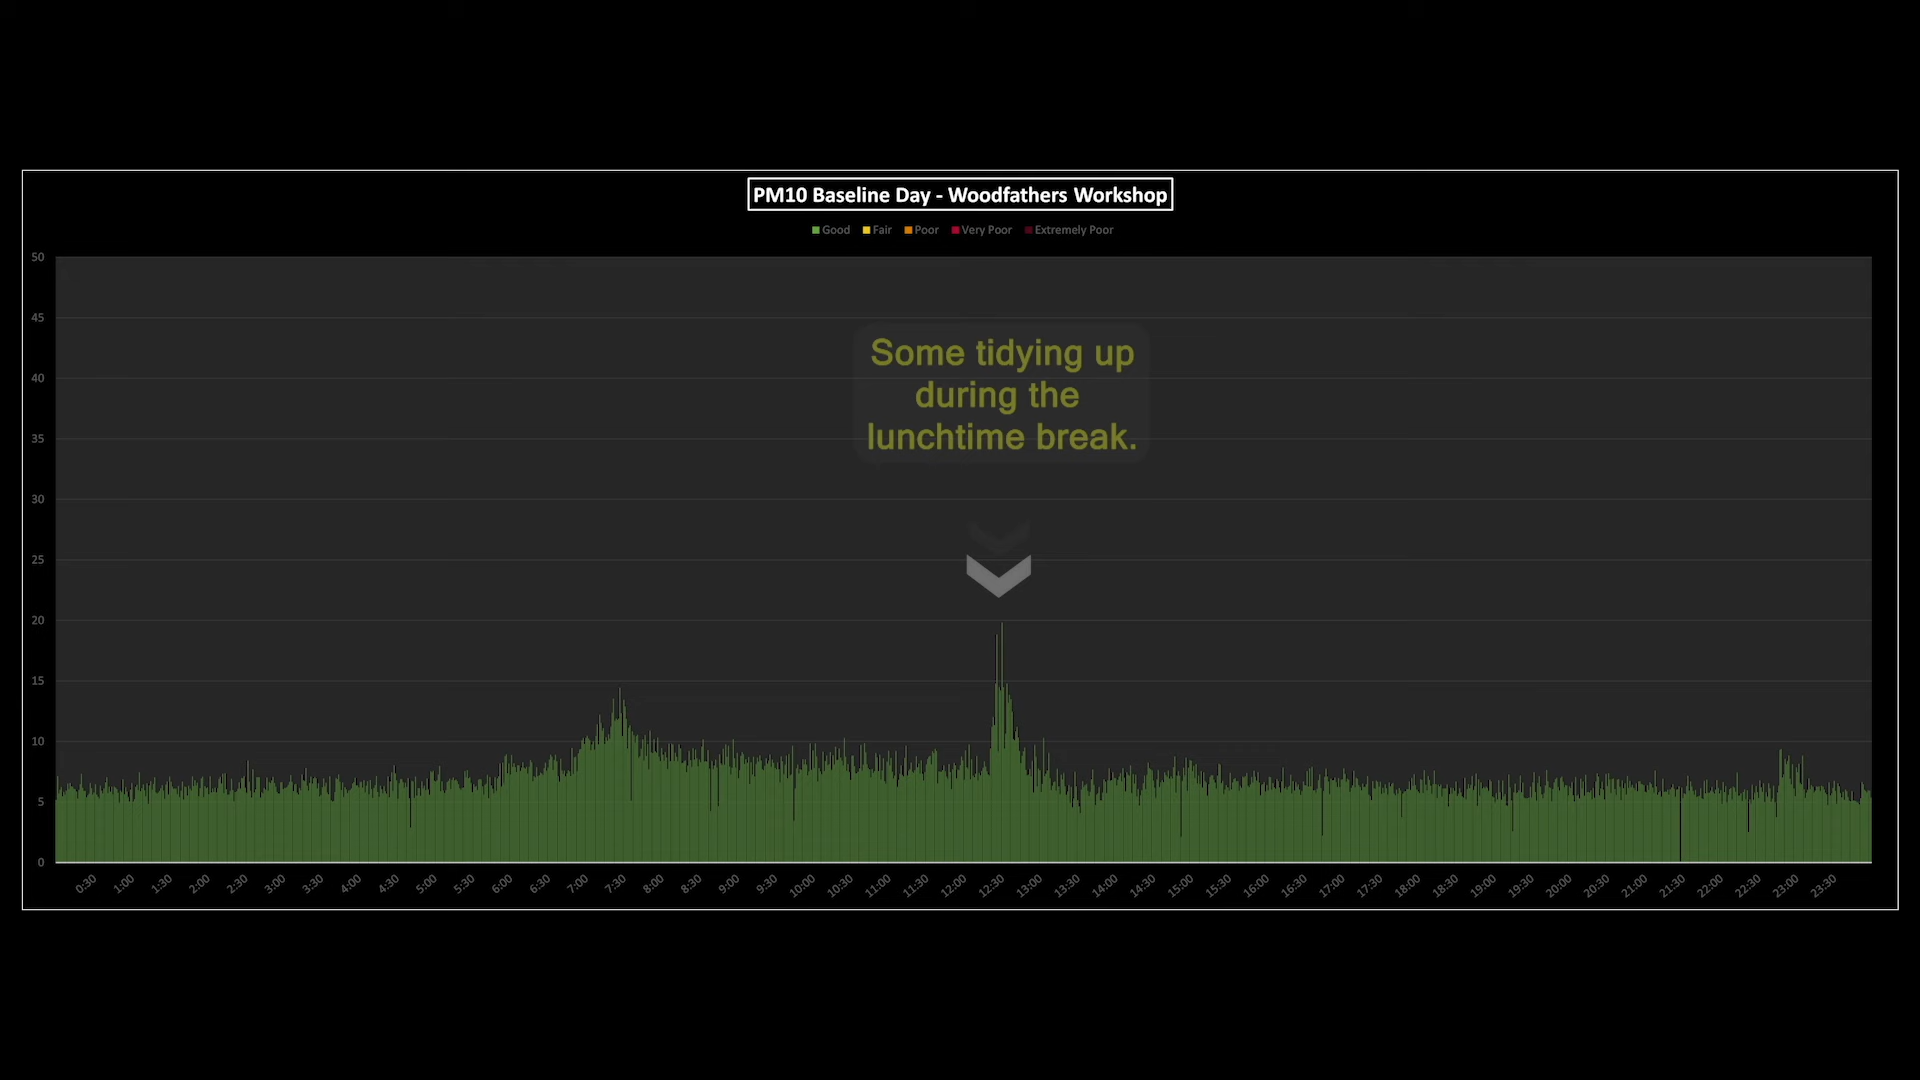 PM10 Baseline Day - Woodfathers Workshop
Good Fair Poor Very Poor Extremely Poor
50
45
Some tidying up
40
during the
35
lunchtime break.
30
25
20
15
10
5
0
0:30 1:00 1:30 2:00 2:30 3:00 3:30 4:00 4:30 5:00 5:30 6:00 6:30 7:00 7:30 8:00 8:30 9:00 9:30 10:00 10:30 11:00 11:30 12:00 12:30 13:00 13:30 14:00 14:30 15:00 15:30 16:00 16:30 17:00 17:30 18:00 18:30 19:00 19:30 20:00 20:30 21:00 21:30 22:00 22:30 23:00 23:30